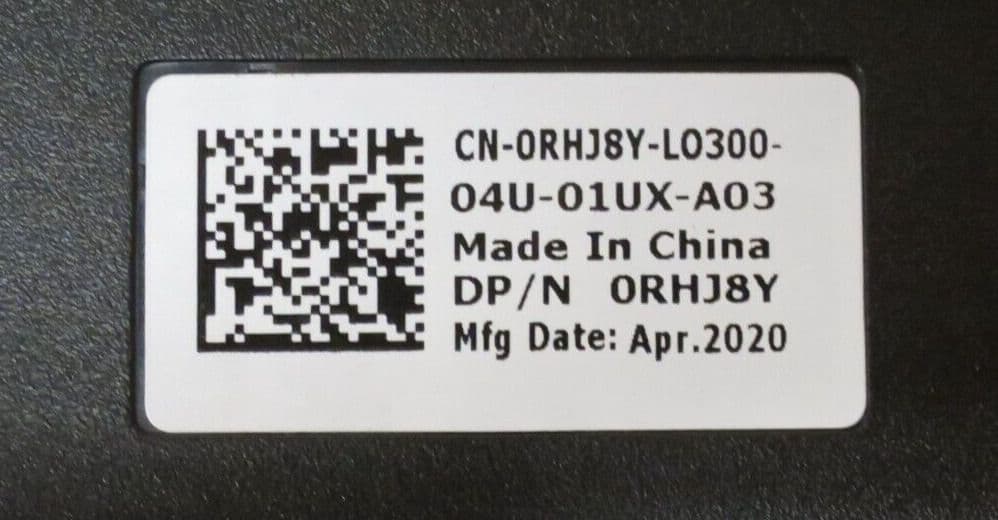 CN-0RHJ8Y-LO300-
04U-01UX-A03
Made In China
DP/N 0RHJ8Y
Mfg Date: Apr.2020